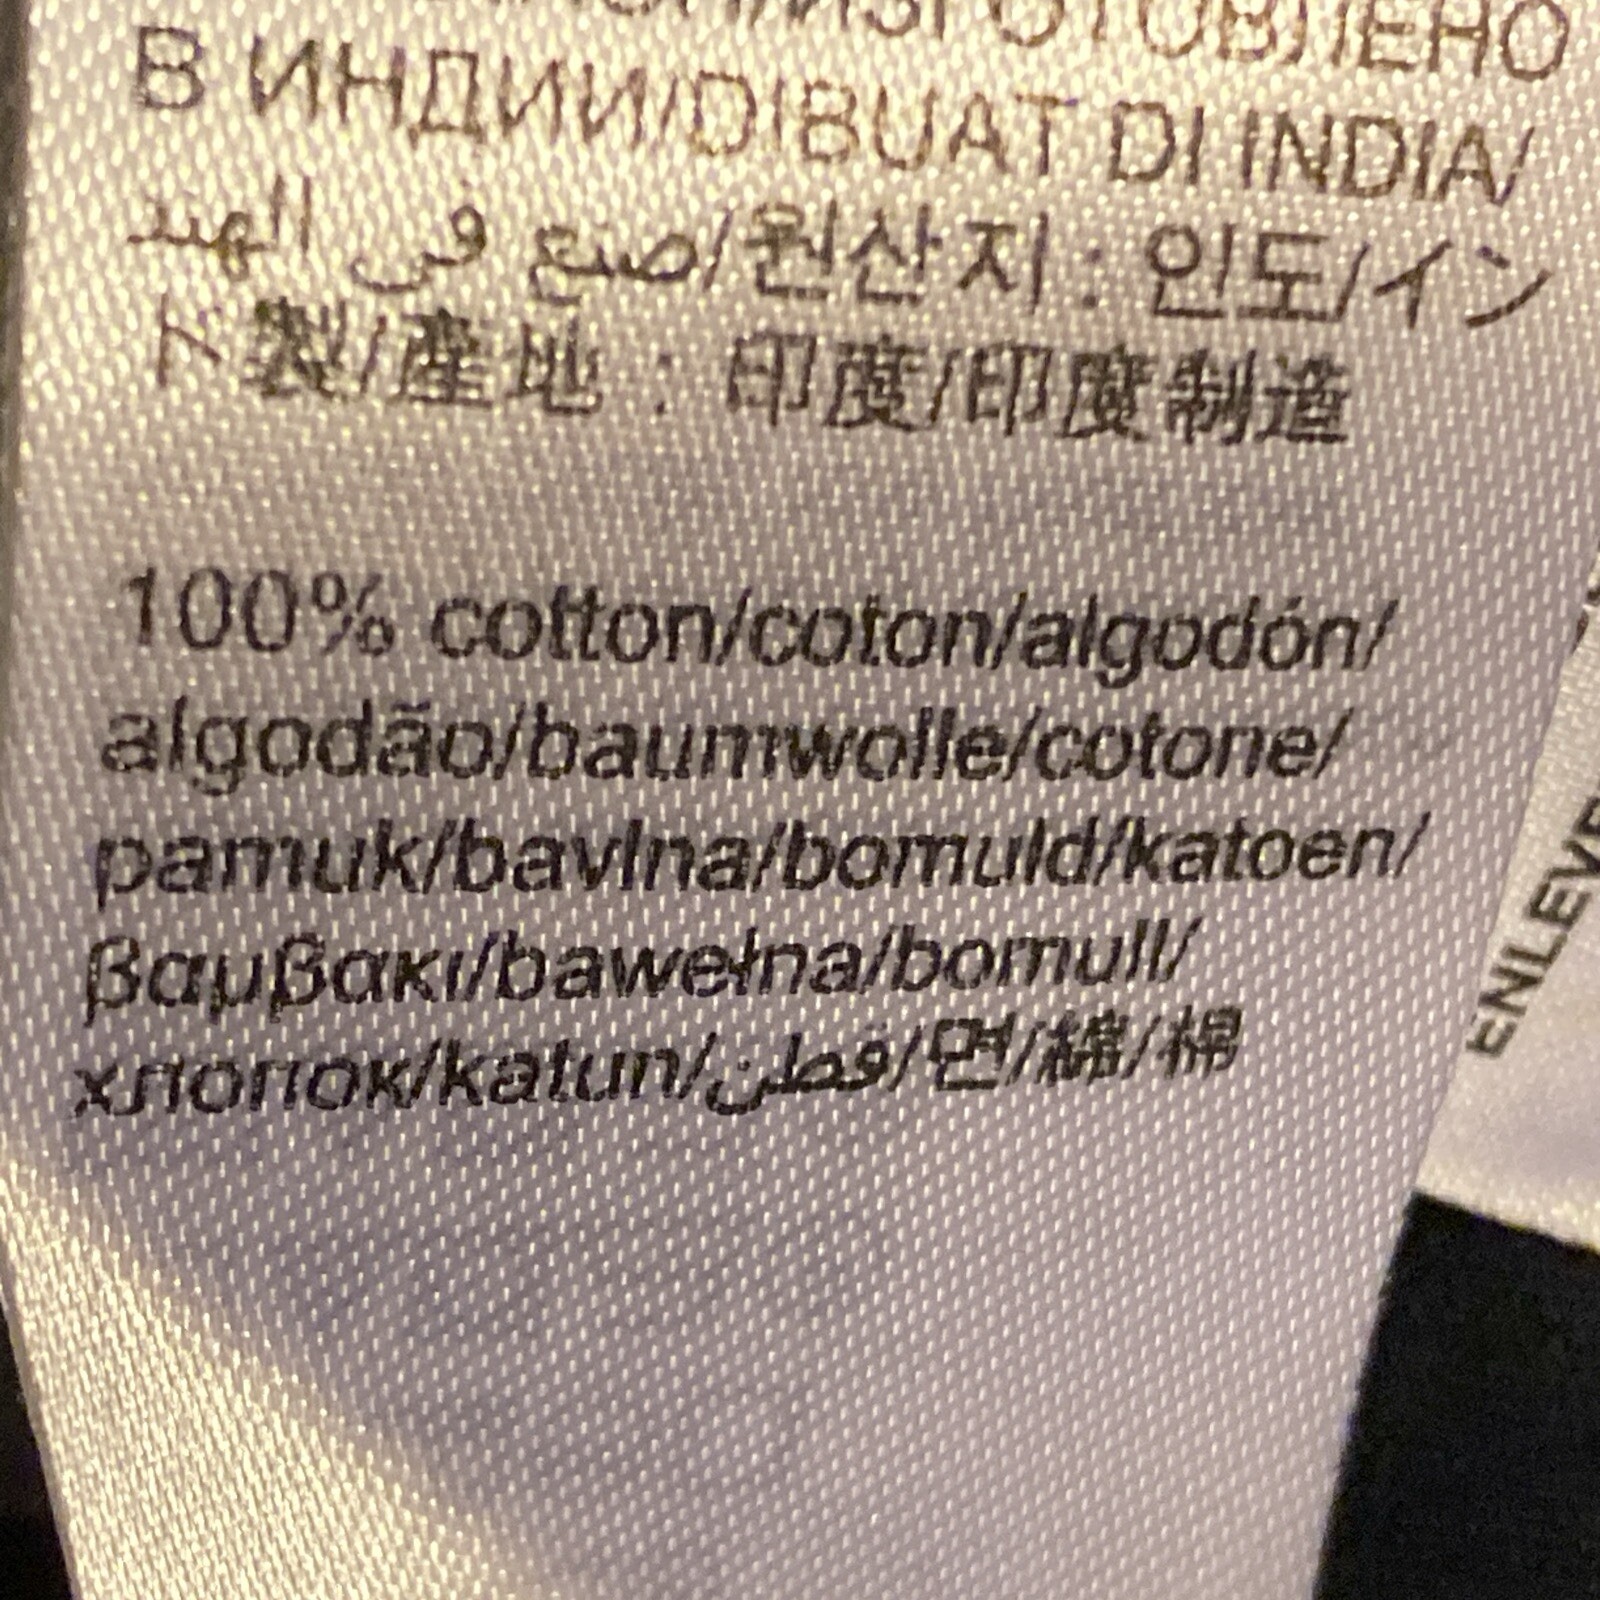 ИЗГОТОВЛЕНО
В ИНДИИ/DIBUAT DI INDIA/
صنع في الهند/원산지 : 인도/イン
ド製/產地 : 印度/印度制造
100% cotton/coton/algodón/
algodão/baumwolle/cotone/
pamuk/bavlna/bomuld/katoen/
βαμβακι/bawełna/bomull/
хлопок/katun/قطن/면/綿/棉
ENLEVE